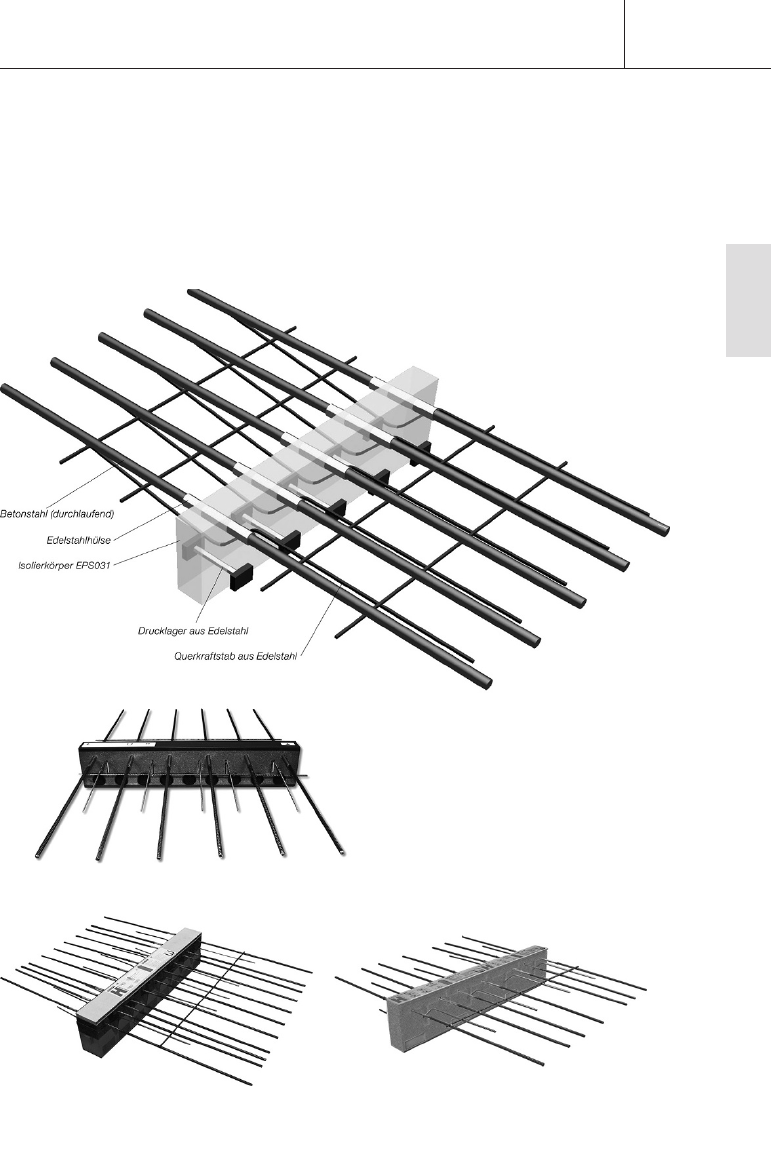 Betonstahl (durchlaufend)
Edelstahlhülse
Isolierkörper EPS031
Drucklager aus Edelstahl
Querkraftstab aus Edelstahl